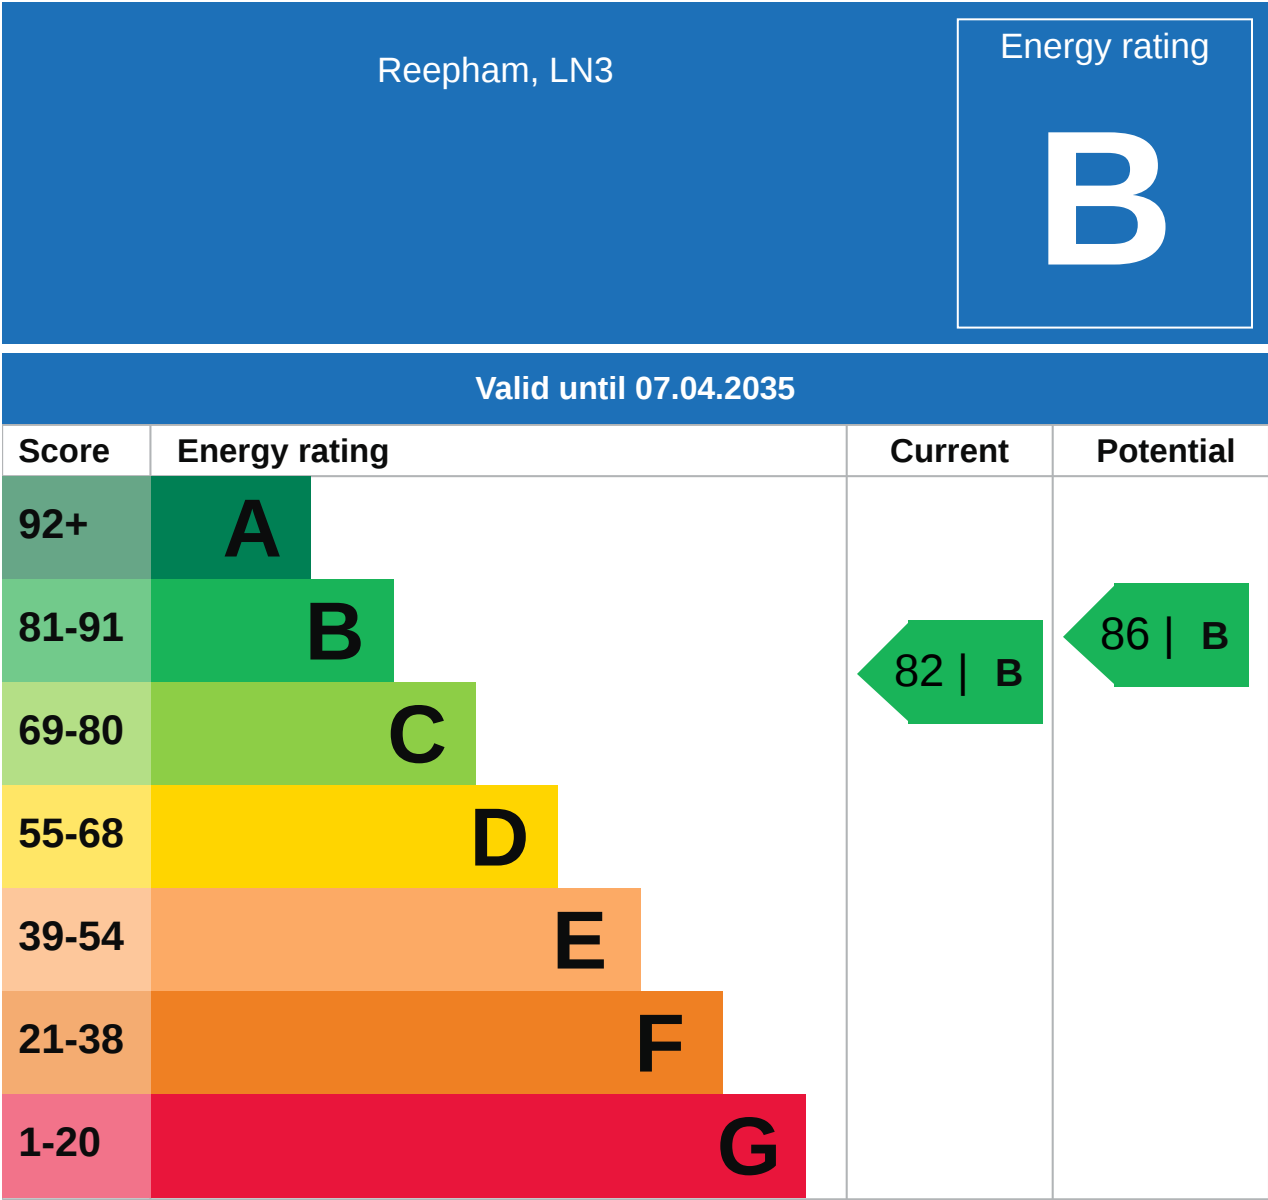 Reepham, LN3
Energy rating
B
Valid until 07.04.2035
Score Energy rating Current Potential
92+ A
81-91 B
82 | B
86 | B
69-80 C
55-68 D
39-54 E
21-38 F
1-20 G